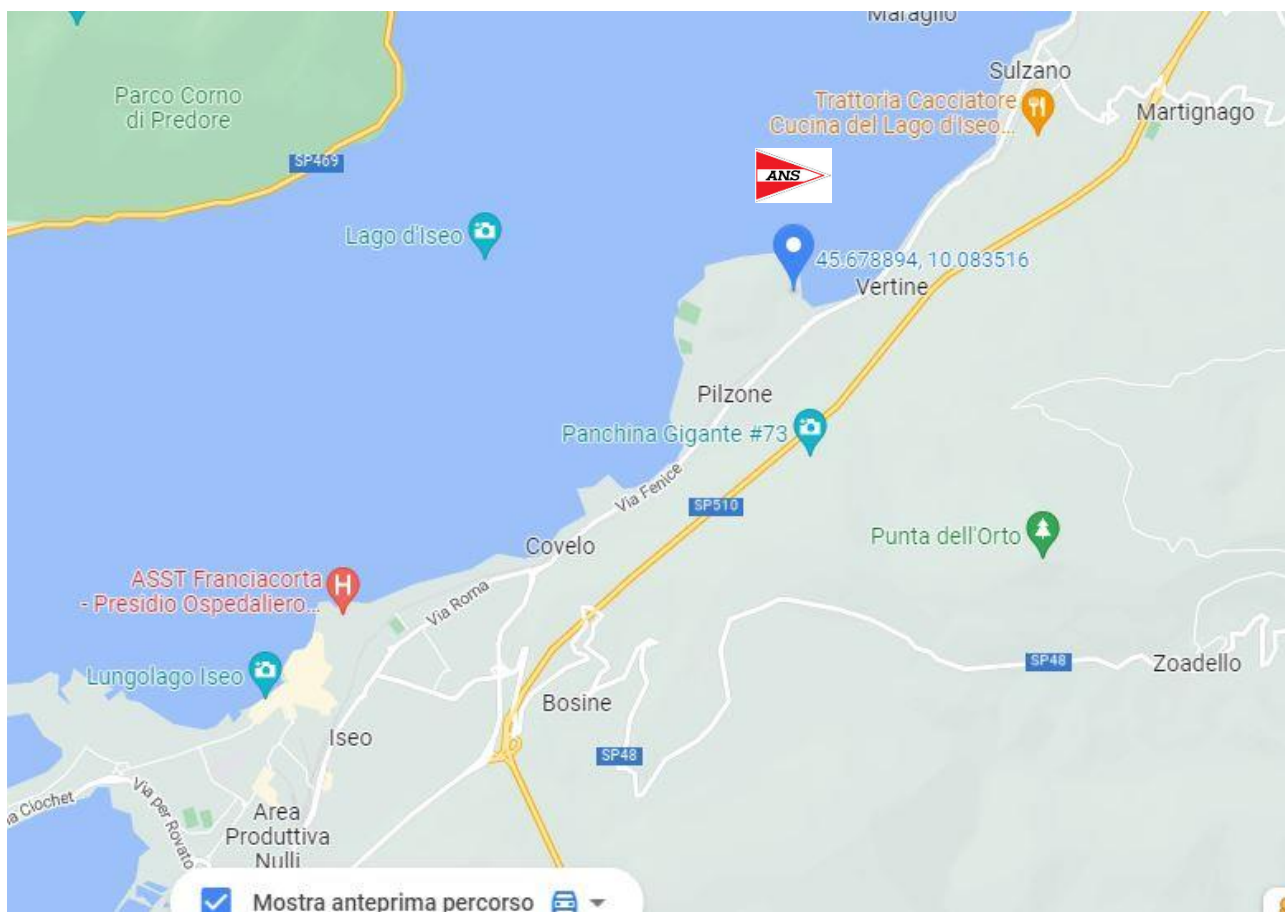 Maraglio
Parco Corno
di Predore
Sulzano
Trattoria Cacciatore
Cucina del Lago d'Iseo...
Martignago
SP469
ANS
Lago d'Iseo
45.678894, 10.083516
Vertine
Pilzone
Panchina Gigante #73
Via Fenice
SP510
Punta dell'Orto
Covelo
ASST Franciacorta
- Presidio Ospedaliero...
Via Roma
Lungolago Iseo
SP48
Zoadello
Bosine
Iseo
SP48
Via per Rovato
Area
Produttiva
Nulli
Mostra anteprima percorso